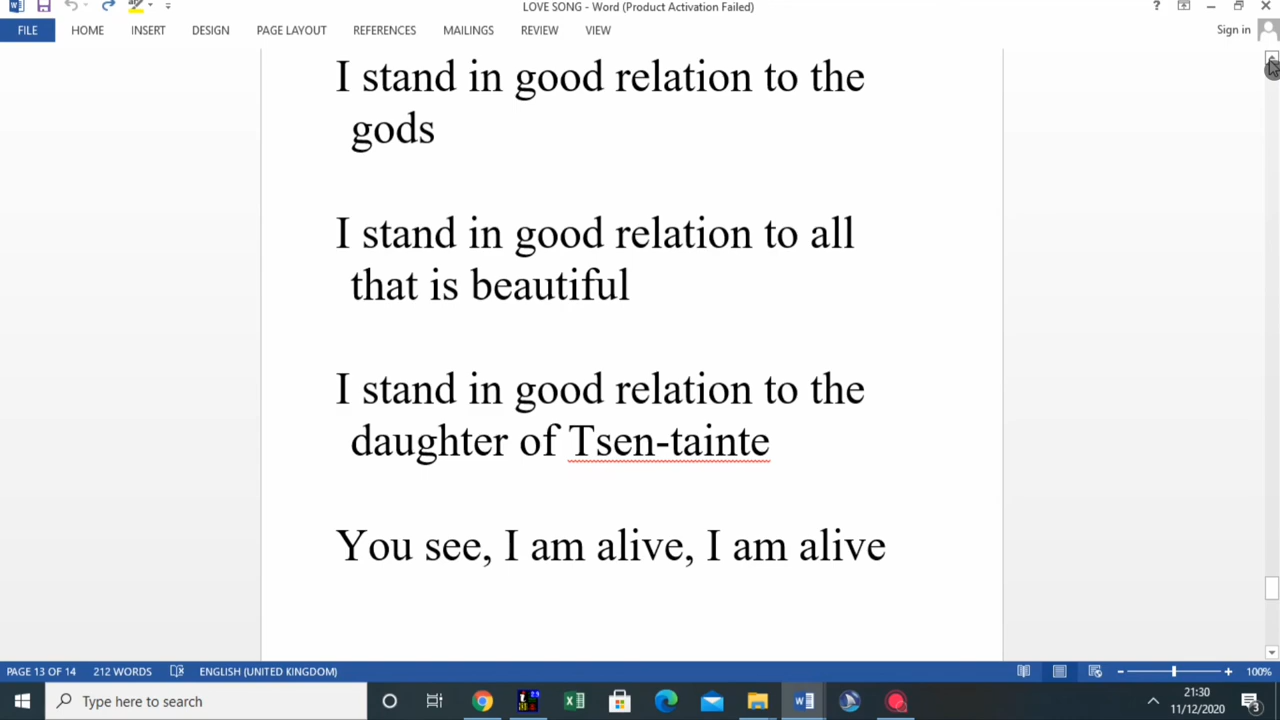 LOVE SONG - Word (Product Activation Failed)
FILE HOME INSERT DESIGN PAGE LAYOUT REFERENCES MAILINGS REVIEW VIEW Sign in
I stand in good relation to the
gods
I stand in good relation to all
that is beautiful
I stand in good relation to the
daughter of Tsen-tainte
You see, I am alive, I am alive
PAGE 13 OF 14 212 WORDS ENGLISH (UNITED KINGDOM) 100%
Type here to search
21:30
11/12/2020